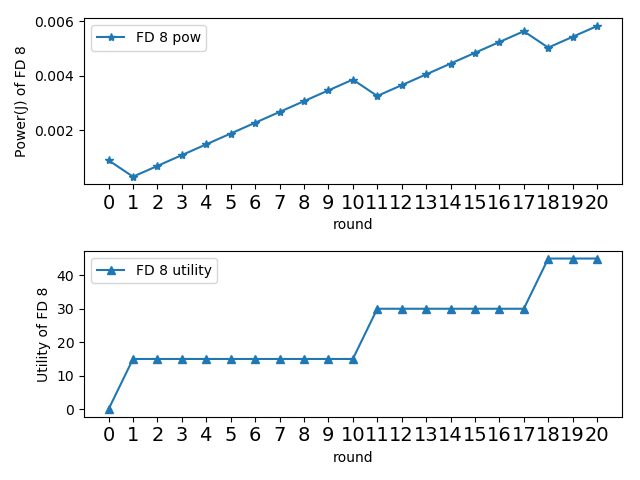 Power(J) of FD 8
0.006
0.004
0.002
FD 8 pow
0 1 2 3 4 5 6 7 8 9 10 11 12 13 14 15 16 17 18 19 20
round
Utility of FD 8
40
30
20
10
0
FD 8 utility
0 1 2 3 4 5 6 7 8 9 10 11 12 13 14 15 16 17 18 19 20
round